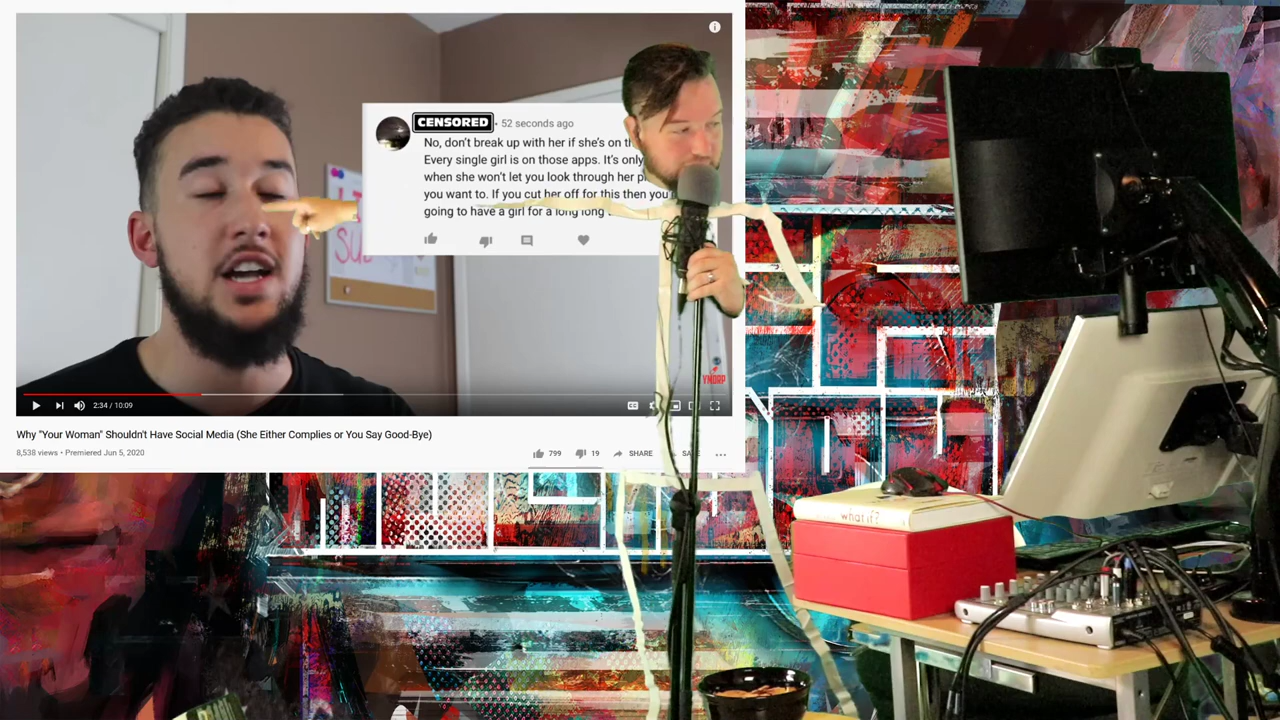 CENSORED • 52 seconds ago
No, don't break up with her if she's on
Every single girl is on those apps. It's only
when she won't let you look through her
you want to. If you cut her off for this then you
going to have a girl for a long long
VMDRP
2:34 / 10:09
CC
Why "Your Woman" Shouldn't Have Social Media (She Either Complies or You Say Good-Bye)
8,538 views • Premiered Jun 5, 2020
799 19 SHARE
what if?